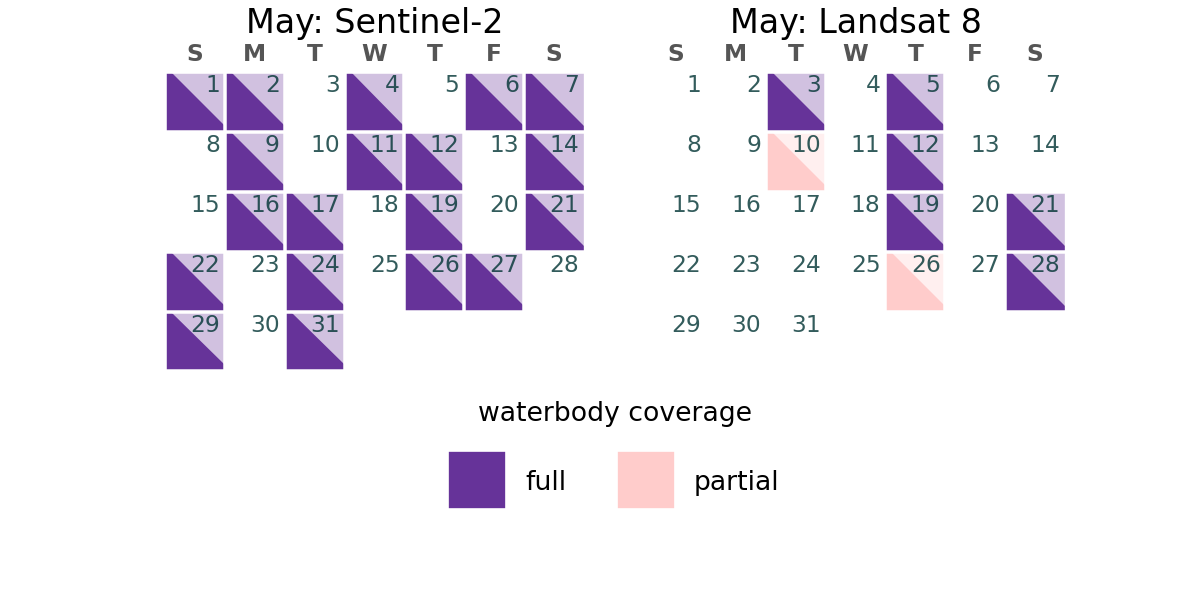 May: Sentinel-2
S M T W T F S
1 2 3 4 5 6 7
8 9 10 11 12 13 14
15 16 17 18 19 20 21
22 23 24 25 26 27 28
29 30 31
May: Landsat 8
S M T W T F S
1 2 3 4 5 6 7
8 9 10 11 12 13 14
15 16 17 18 19 20 21
22 23 24 25 26 27 28
29 30 31
waterbody coverage
full
partial